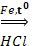 Fe,t⁰
⇒
HCl